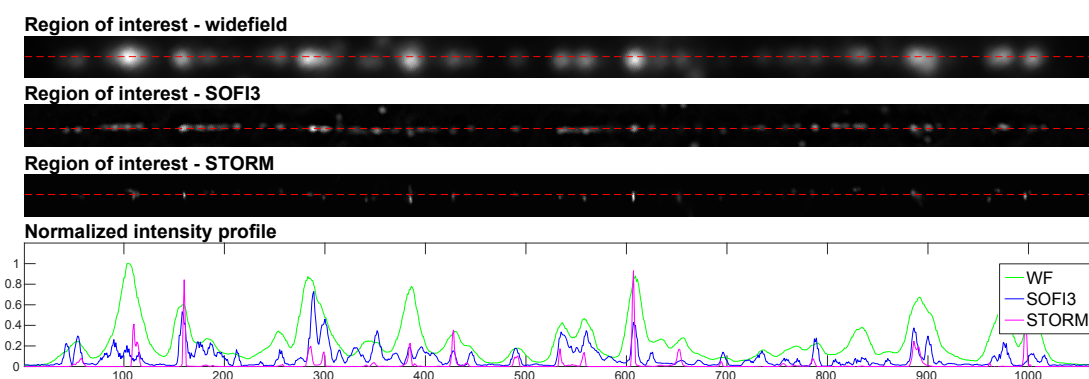 Region of interest - widefield
Region of interest - SOFI3
Region of interest - STORM
Normalized intensity profile
1
0.8
0.6
0.4
0.2
0
WF
SOFI3
STORM
100 200 300 400 500 600 700 800 900 1000